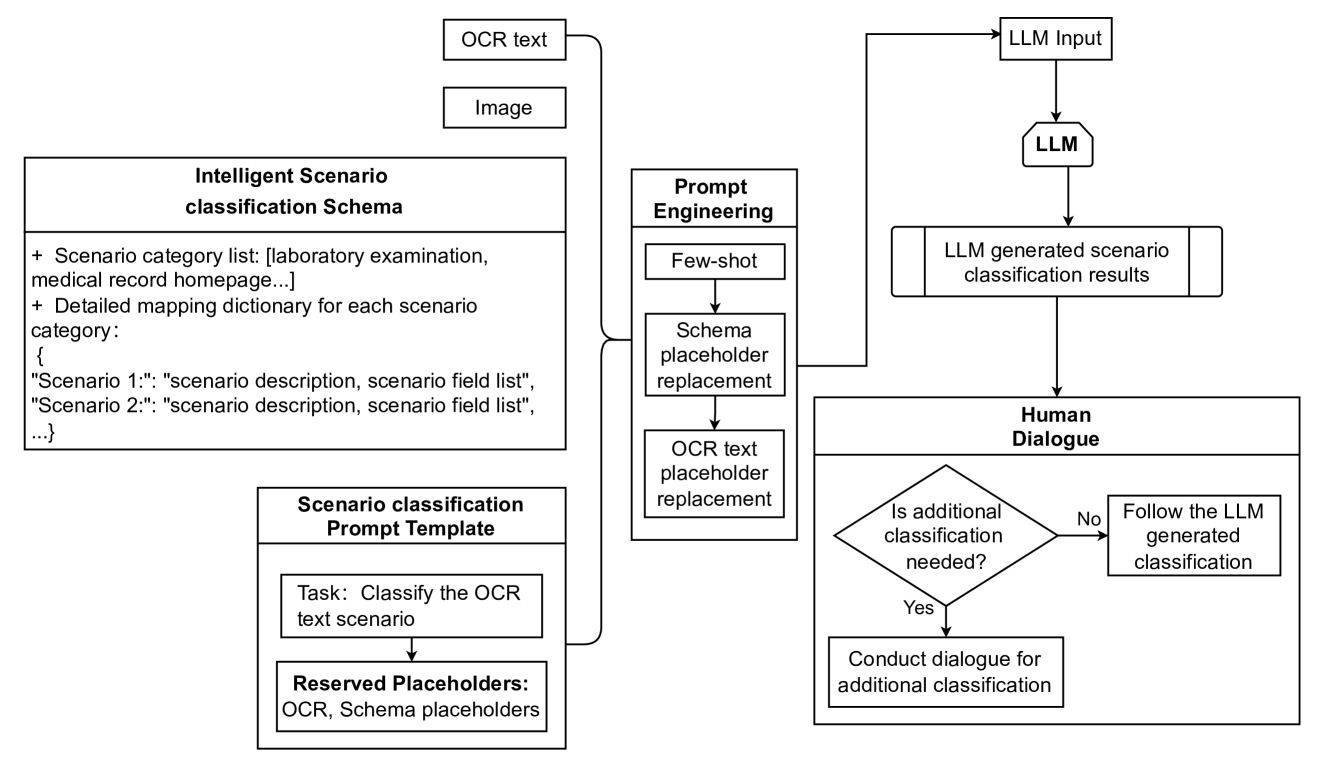 OCR text
Image
Intelligent Scenario
classification Schema
+ Scenario category list: [laboratory examination,
medical record homepage...]
+ Detailed mapping dictionary for each scenario
category:
{
"Scenario 1:": "scenario description, scenario field list",
"Scenario 2:": "scenario description, scenario field list",
...}
Scenario classification
Prompt Template
Task: Classify the OCR
text scenario
Reserved Placeholders:
OCR, Schema placeholders
Prompt
Engineering
Few-shot
Schema
placeholder
replacement
OCR text
placeholder
replacement
LLM Input
LLM
LLM generated scenario
classification results
Human
Dialogue
Is additional
classification
needed?
No
Follow the LLM
generated
classification
Yes
Conduct dialogue for
additional classification